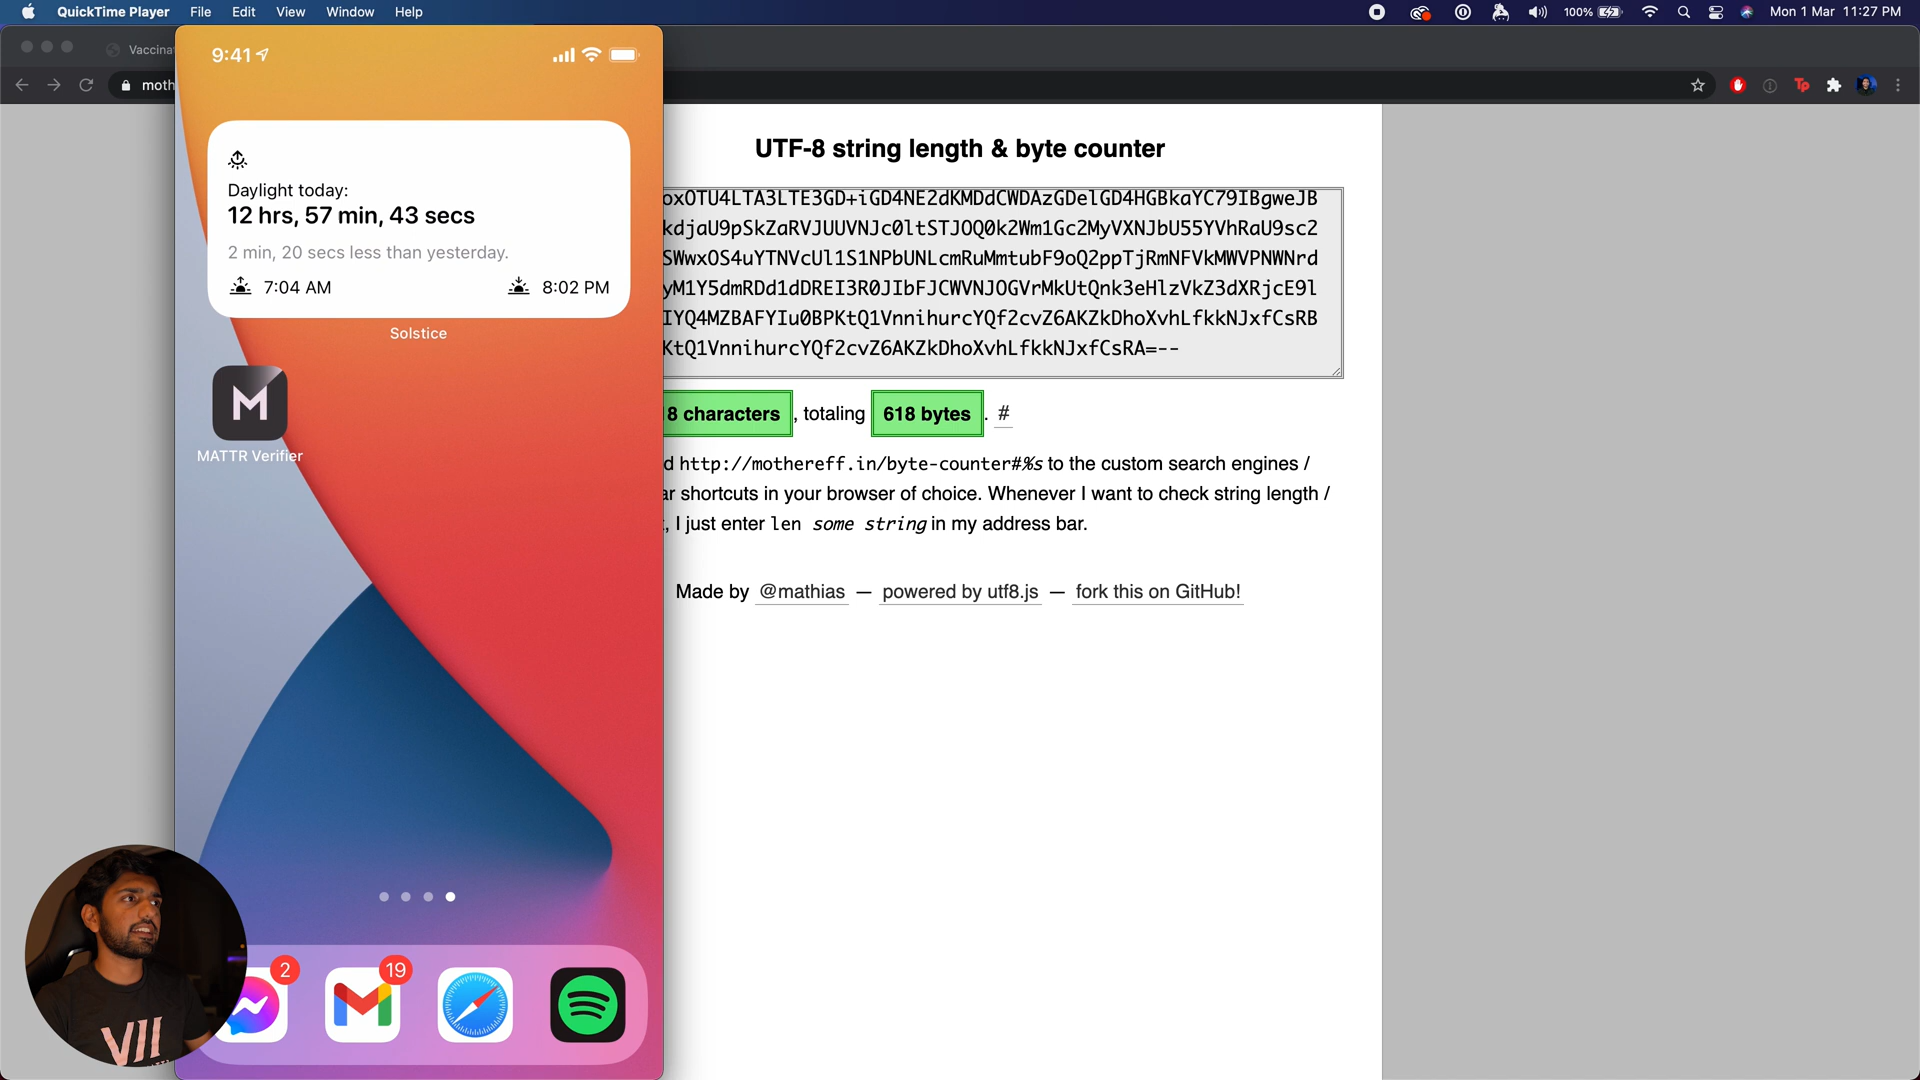 QuickTime Player File Edit View Window Help
100% Mon 1 Mar 11:27 PM
Vaccina
moth
Tp
9:41
Daylight today:
12 hrs, 57 min, 43 secs
2 min, 20 secs less than yesterday.
7:04 AM 8:02 PM
Solstice
M
MATTR Verifier
2
19
VII
UTF-8 string length & byte counter
oxOTU4LTA3LTE3GD+iGD4NE2dKMDdCWDAzGDelGD4HGBkaYC79IBgweJB
kdjaU9pSkZaRVJUUVNJc0ltSTJOQ0k2Wm1Gc2MyVXNJbU55YVhRaU9sc2
SWwxOS4uYTNVcUl1S1NPbUNLcmRuMmtubF9oQ2ppTjRmNFVkMWVPNWNrd
yM1Y5dmRDd1dDREI3R0JIbFJCWVNJOGVrMkUtQnk3eHlzVkZ3dXRjcE9l
IYQ4MZBAFYIu0BPKtQ1VnnihurcYQf2cvZ6AKZkDhoXvhLfkkNJxfCsRB
KtQ1VnnihurcYQf2cvZ6AKZkDhoXvhLfkkNJxfCsRA=--
8 characters, totaling 618 bytes. #
d http://mothereff.in/byte-counter#%s to the custom search engines /
ar shortcuts in your browser of choice. Whenever I want to check string length /
t, I just enter len some string in my address bar.
Made by @mathias — powered by utf8.js — fork this on GitHub!